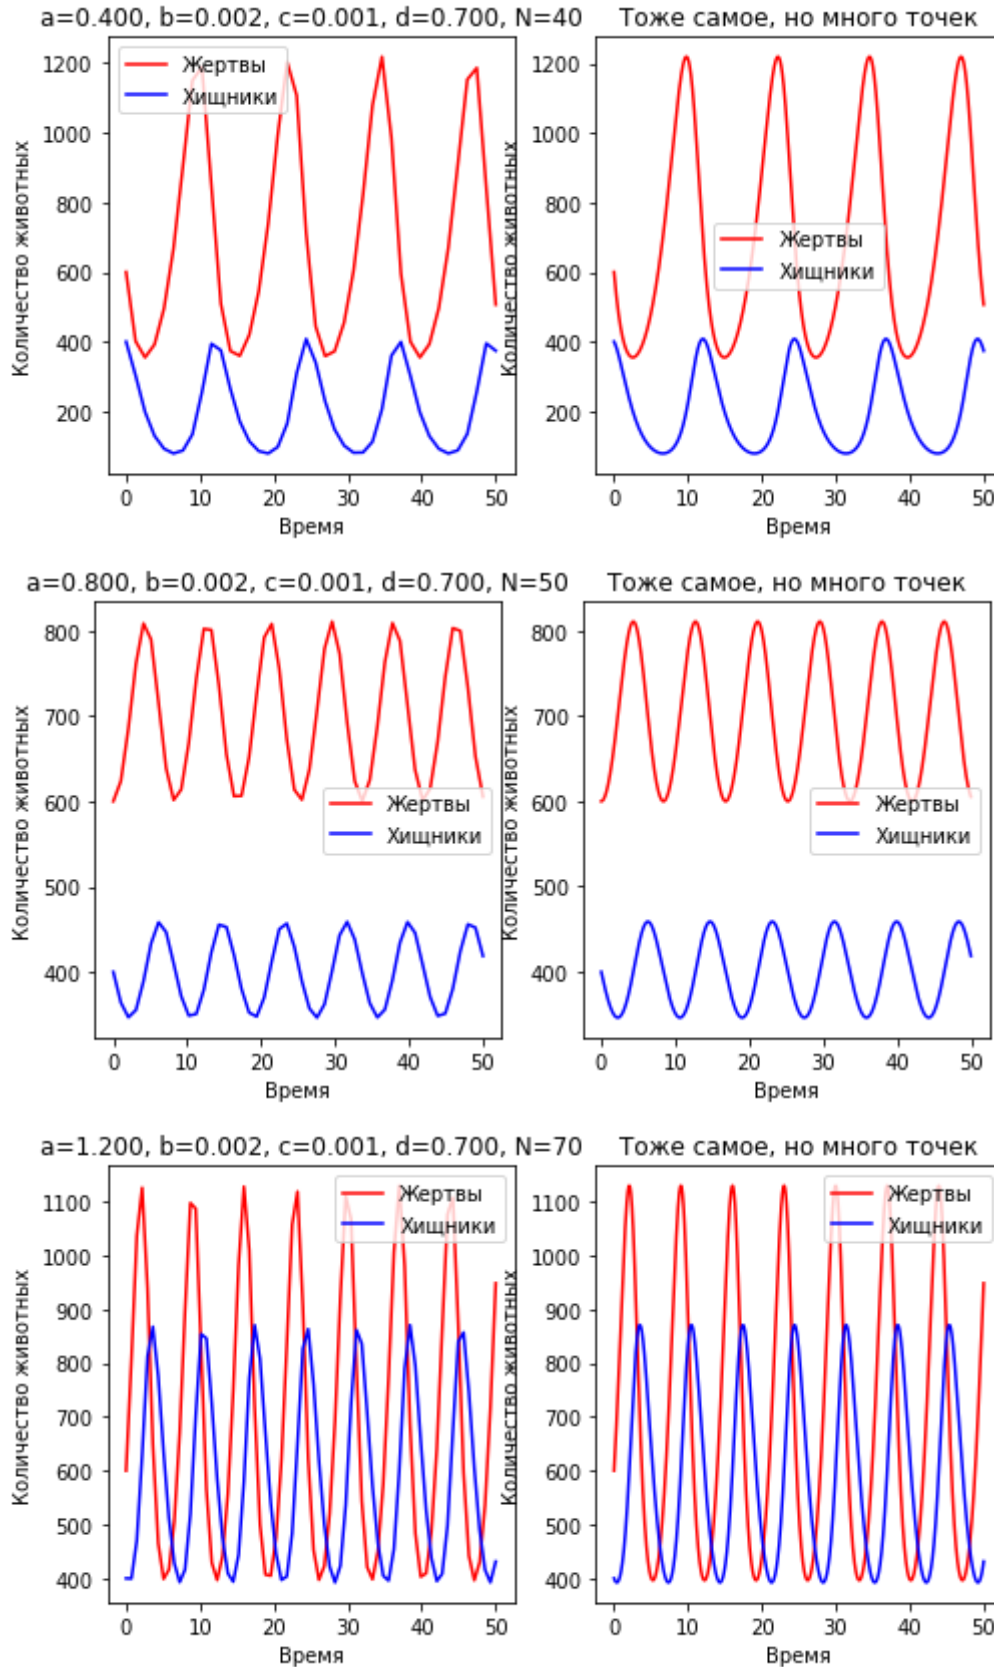 a=0.400, b=0.002, c=0.001, d=0.700, N=40
Тоже самое, но много точек
Количество животных
1200
1000
800
600
400
200
Жертвы
Хищники
0 10 20 30 40 50
Время
Количество животных
1200
1000
800
600
400
200
Жертвы
Хищники
0 10 20 30 40 50
Время
a=0.800, b=0.002, c=0.001, d=0.700, N=50
Тоже самое, но много точек
Количество животных
800
700
600
500
400
Жертвы
Хищники
0 10 20 30 40 50
Время
Количество животных
800
700
600
500
400
Жертвы
Хищники
0 10 20 30 40 50
Время
a=1.200, b=0.002, c=0.001, d=0.700, N=70
Тоже самое, но много точек
Количество животных
1100
1000
900
800
700
600
500
400
Жертвы
Хищники
0 10 20 30 40 50
Время
Количество животных
1100
1000
900
800
700
600
500
400
Жертвы
Хищники
0 10 20 30 40 50
Время